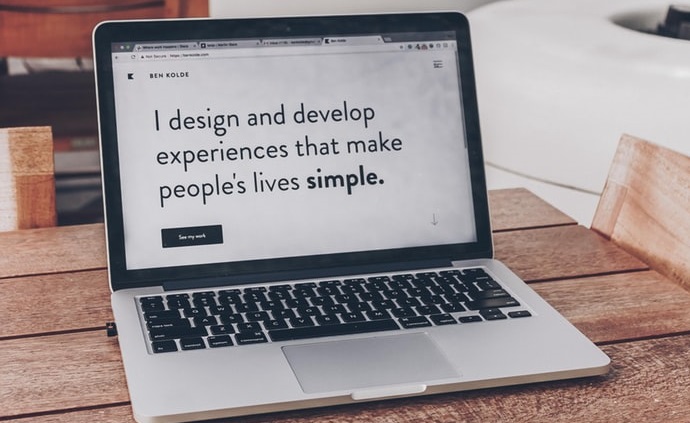 BEN KOLDE
I design and develop
experiences that make
people's lives simple.
See my work